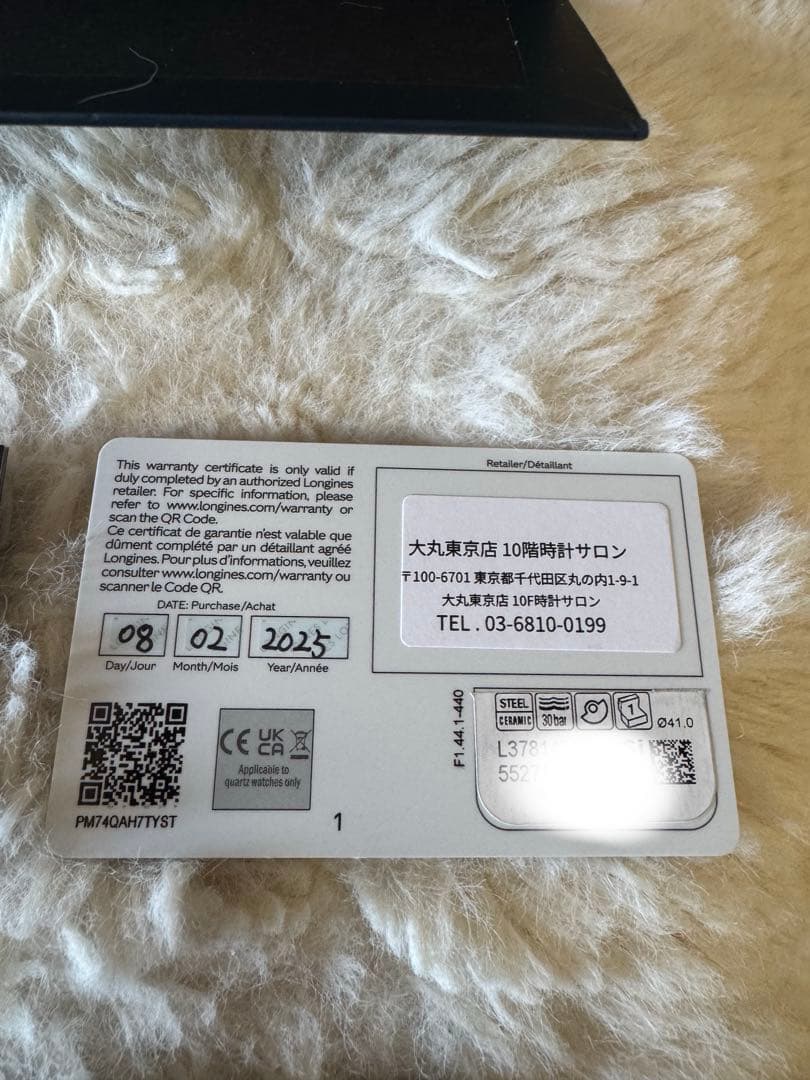 This warranty certificate is only valid if
duly completed by an authorized Longines
retailer. For specific information, please
refer to www.longines.com/warranty or
scan the QR Code.
Ce certificat de garantie n'est valable que
dûment complété par un détaillant agréé
Longines. Pour plus d'informations, veuillez
consulter www.longines.com/warranty ou
scanner le Code QR.
DATE: Purchase/Achat
08 02 2025
Day/Jour Month/Mois Year/Année
PM74QAH7TYST
CE UK CA
Applicable to
quartz watches only
1
Retailer/Détaillant
大丸東京店 10階時計サロン
〒100-6701 東京都千代田区丸の内1-9-1
大丸東京店 10F時計サロン
TEL . 03-6810-0199
F1.44.1-440
STEEL
CERAMIC 30 bar 1 Ø41.0
L3781
552